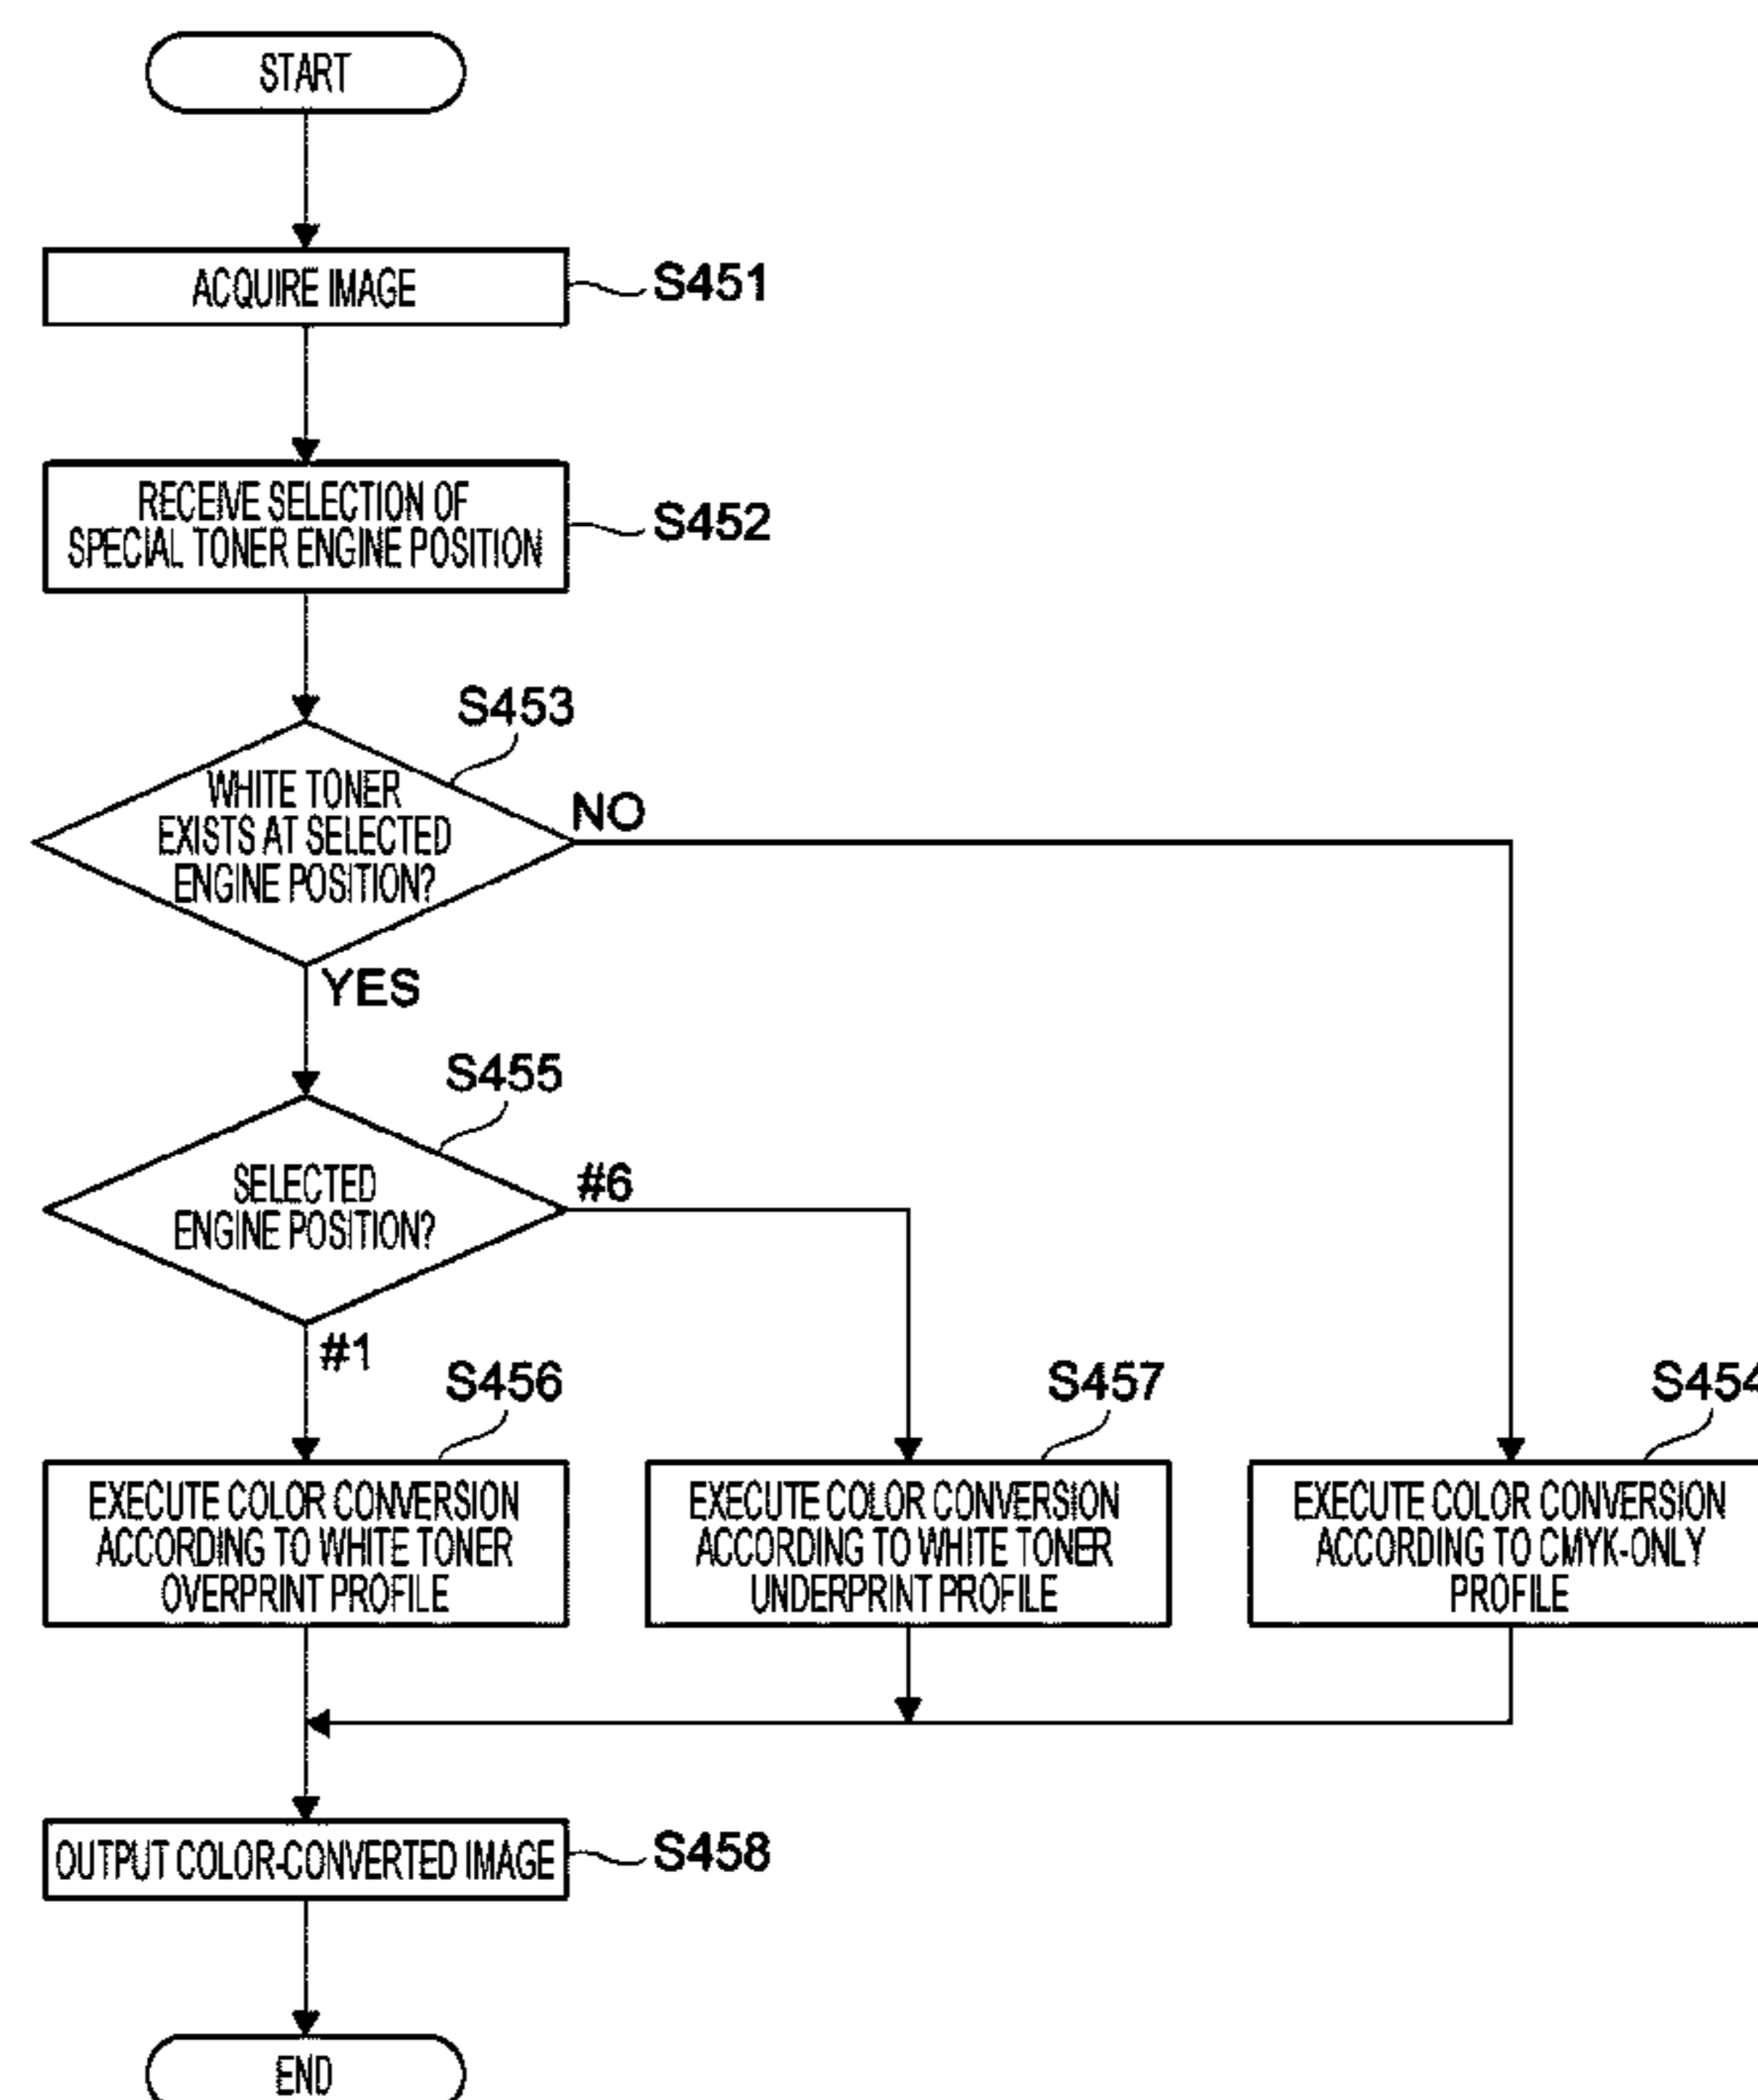 START
ACQUIRE IMAGE
S451
RECEIVE SELECTION OF
SPECIAL TONER ENGINE POSITION
S452
S453
WHITE TONER
EXISTS AT SELECTED
ENGINE POSITION?
NO
YES
S455
SELECTED
ENGINE POSITION?
#6
#1
S456
EXECUTE COLOR CONVERSION
ACCORDING TO WHITE TONER
OVERPRINT PROFILE
S457
EXECUTE COLOR CONVERSION
ACCORDING TO WHITE TONER
UNDERPRINT PROFILE
S454
EXECUTE COLOR CONVERSION
ACCORDING TO CMYK-ONLY
PROFILE
OUTPUT COLOR-CONVERTED IMAGE
S458
END